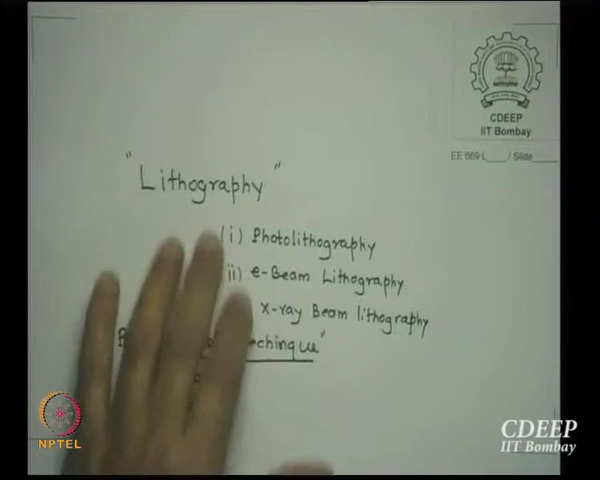 CDEEP
IIT Bombay
EE 669 L____ / Slide____
"Lithography"
(i) Photolithography
ii) e-Beam Lithography
x-ray Beam lithography
echinque"
NPTEL
CDEEP
IIT Bombay